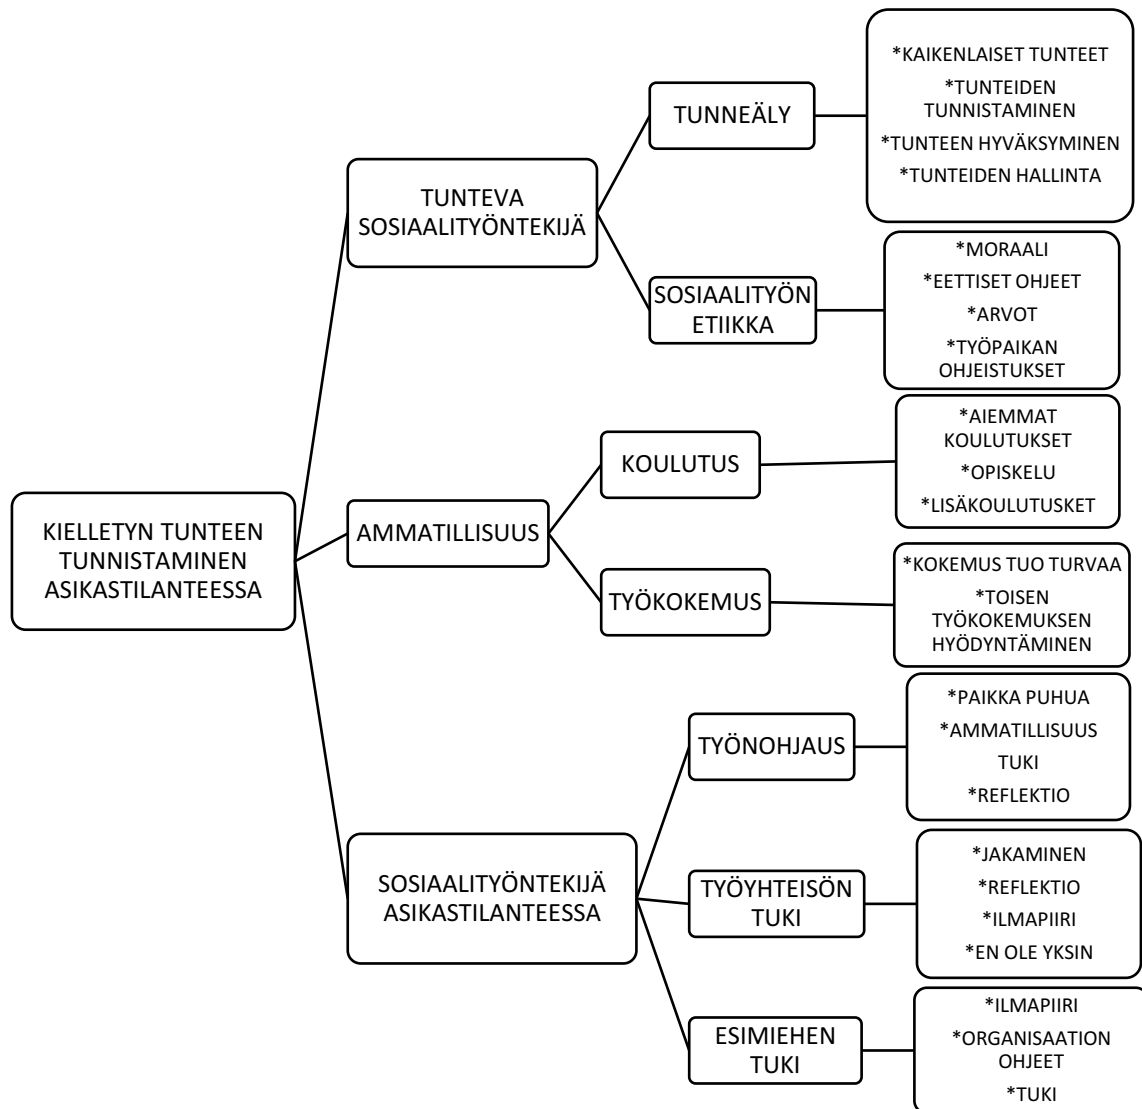 KIELLETYN TUNTEEN
TUNNISTAMINEN
ASIKASTILANTEESSA
TUNTEVA
SOSIAALITYÖNTEKIJÄ
TUNNEÄLY
*KAIKENLAISET TUNTEET
*TUNTEIDEN
TUNNISTAMINEN
*TUNTEEN HYVÄKSYMINEN
*TUNTEIDEN HALLINTA
SOSIAALITYÖN
ETIIKKA
*MORAALI
*EETTISET OHJEET
*ARVOT
*TYÖPAIKAN
OHJEISTUKSET
AMMATILLISUUS
KOULUTUS
*AIEMMAT
KOULUTUKSET
*OPISKELU
*LISÄKOULUTUSKET
TYÖKOKEMUS
*KOKEMUS TUO TURVAA
*TOISEN
TYÖKOKEMUKSEN
HYÖDYNTÄMINEN
SOSIAALITYÖNTEKIJÄ
ASIKASTILANTEESSA
TYÖNOHJAUS
*PAIKKA PUHUA
*AMMATILLISUUS
TUKI
*REFLEKTIO
TYÖYHTEISÖN
TUKI
*JAKAMINEN
*REFLEKTIO
*ILMAPIIRI
*EN OLE YKSIN
ESIMIEHEN
TUKI
*ILMAPIIRI
*ORGANISAATION
OHJEET
*TUKI